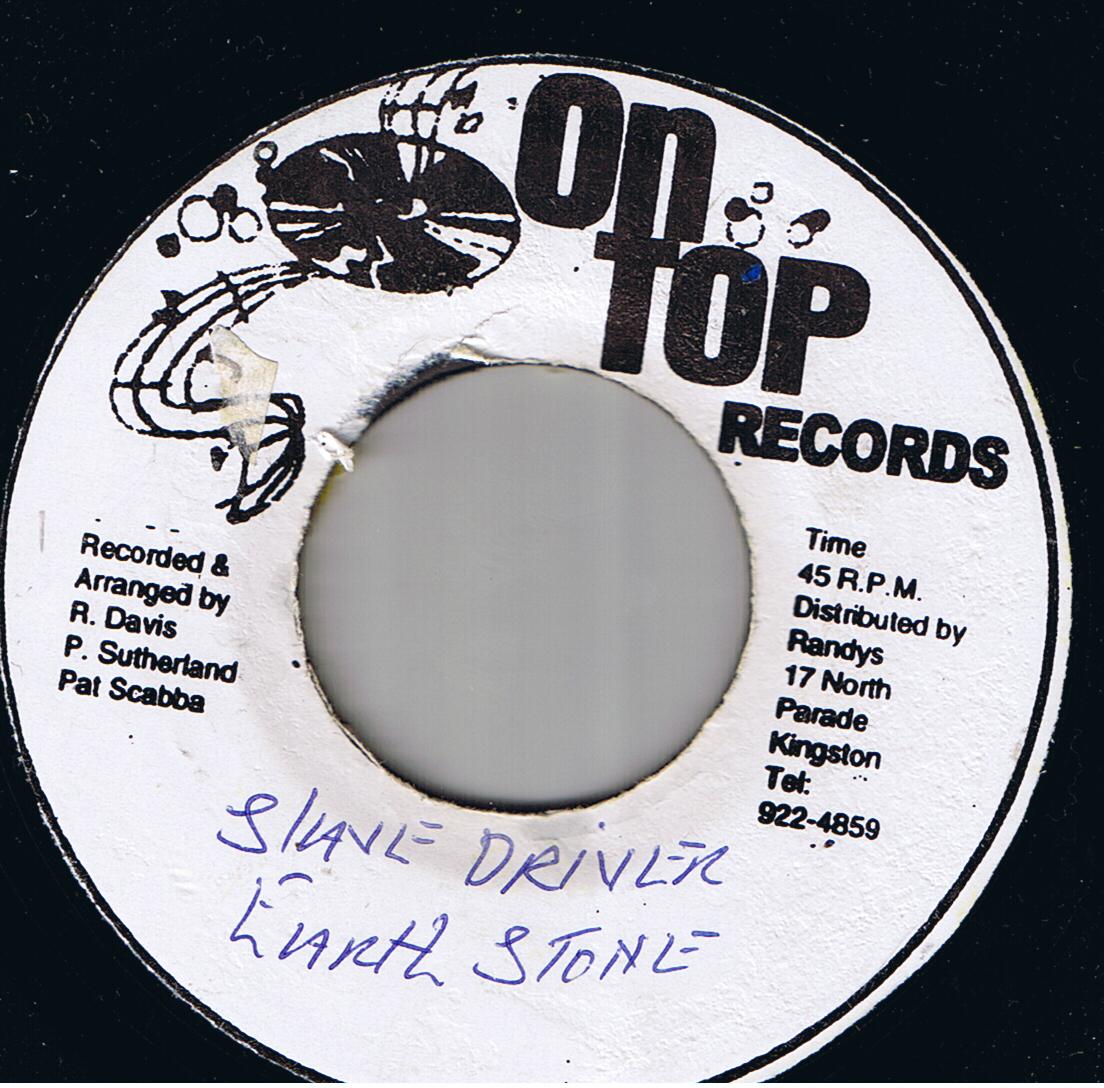 On
TOP
RECORDS
Recorded &
Arranged by
R. Davis
P. Sutherland
Pat Scabba
Time
45 R.P.M.
Distributed by
Randys
17 North
Parade
Kingston
Tel:
922-4859
SLAVE DRIVER
EARTH STONE